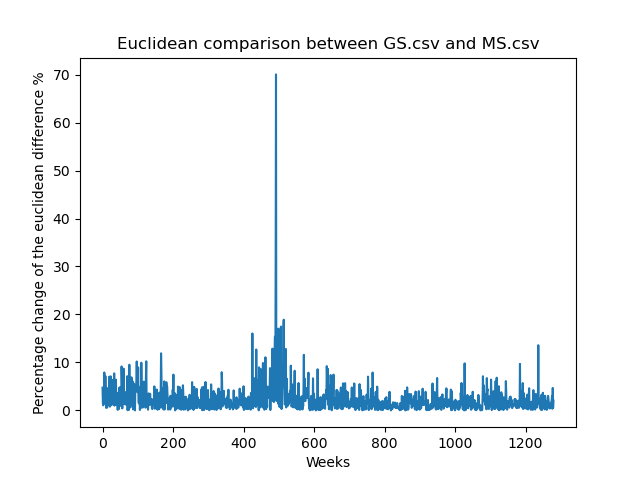 Euclidean comparison between GS.csv and MS.csv
Percentage change of the euclidean difference %
70
60
50
40
30
20
10
0
0 200 400 600 800 1000 1200
Weeks